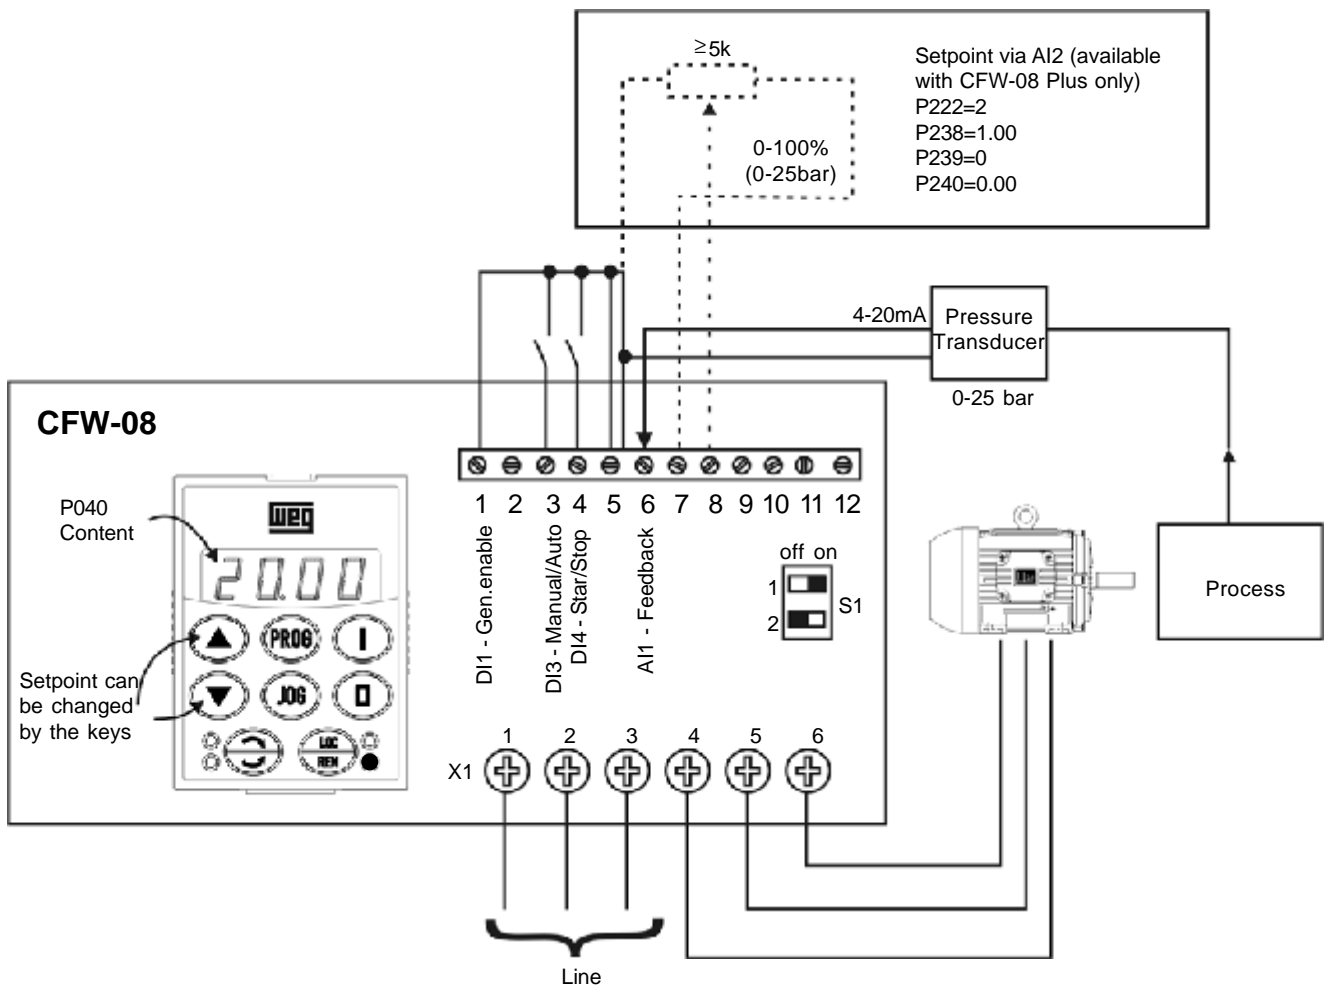 ≥5k
0-100%
(0-25bar)
Setpoint via AI2 (available
with CFW-08 Plus only)
P222=2
P238=1.00
P239=0
P240=0.00
4-20mA
Pressure
Transducer
0-25 bar
CFW-08
P040
Content
WEG
20.00
PROG
I
JOG
0
LOC
REM
Setpoint can
be changed
by the keys
1 2 3 4 5 6 7 8 9 10 11 12
DI1 - Gen.enable
DI3 - Manual/Auto
DI4 - Star/Stop
AI1 - Feedback
off on
1
2
S1
Process
X1
1 2 3 4 5 6
Line